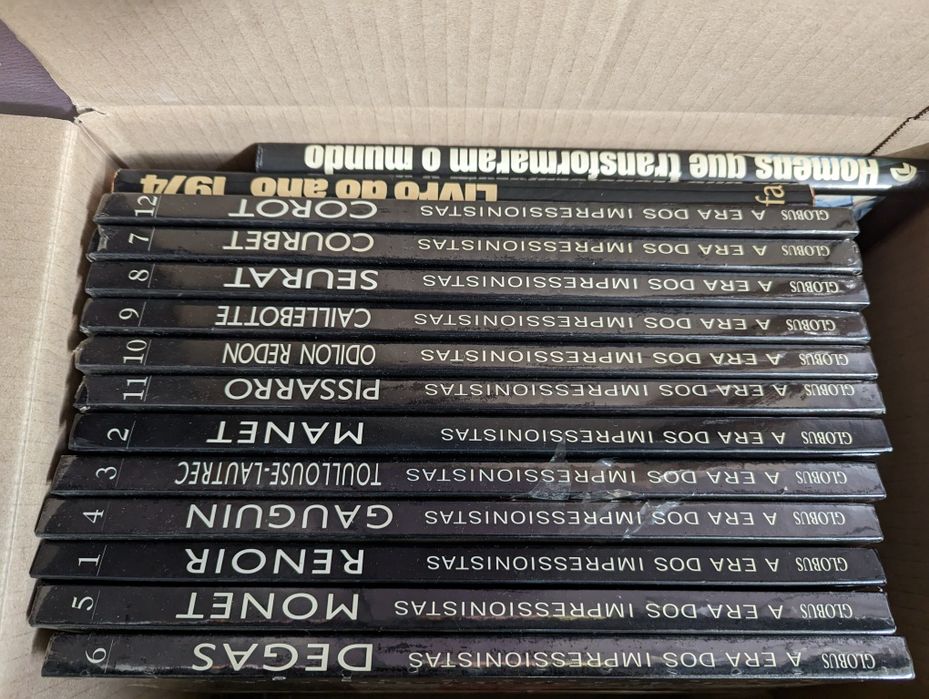 Homens que transformaram o mundo
Livro do ano 1974
fa
GLOBUS A ERA DOS IMPRESSIONISTAS COROT 12
GLOBUS A ERA DOS IMPRESSIONISTAS COURBET 7
GLOBUS A ERA DOS IMPRESSIONISTAS SEURAT 8
GLOBUS A ERA DOS IMPRESSIONISTAS CAILLEBOTTE 9
GLOBUS A ERA DOS IMPRESSIONISTAS ODILON REDON 10
GLOBUS A ERA DOS IMPRESSIONISTAS PISSARRO 11
GLOBUS A ERA DOS IMPRESSIONISTAS MANET 2
GLOBUS A ERA DOS IMPRESSIONISTAS TOULLOUSE-LAUTREC 3
GLOBUS A ERA DOS IMPRESSIONISTAS GAUGUIN 4
GLOBUS A ERA DOS IMPRESSIONISTAS RENOIR 1
GLOBUS A ERA DOS IMPRESSIONISTAS MONET 5
GLOBUS A ERA DOS IMPRESSIONISTAS DEGAS 6